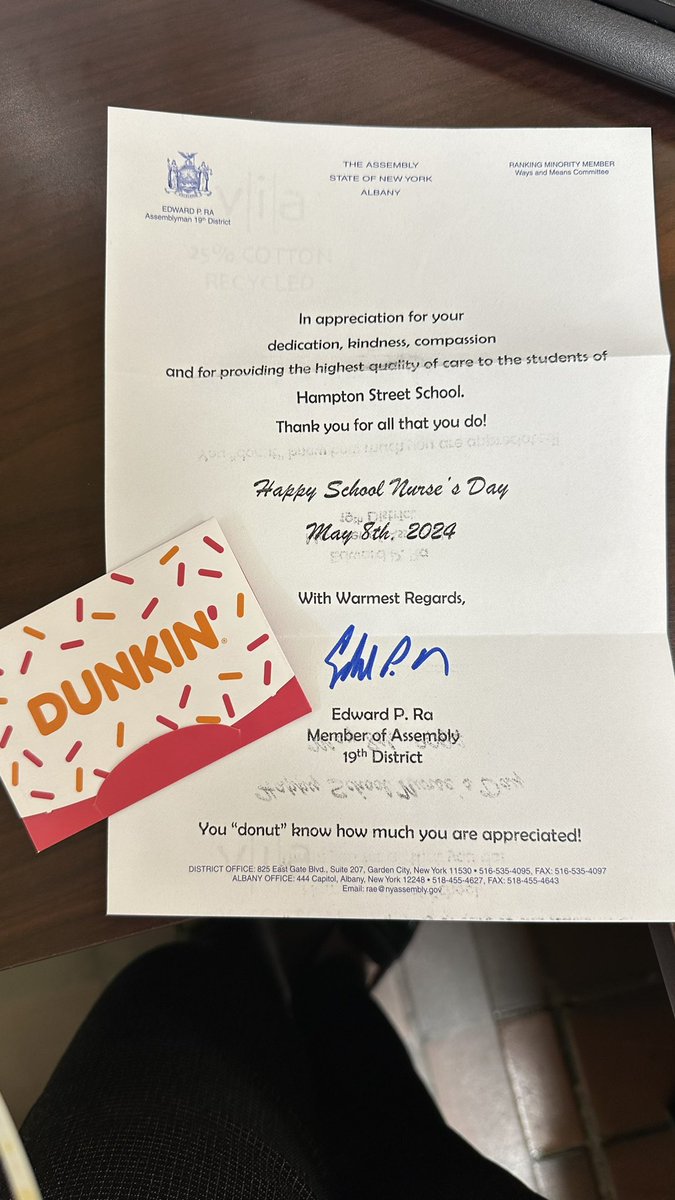 EDWARD P. RA
Assemblyman 19th District
THE ASSEMBLY
STATE OF NEW YORK
ALBANY
RANKING MINORITY MEMBER
Ways and Means Committee
25% COTTON
RECYCLED
In appreciation for your
dedication, kindness, compassion
and for providing the highest quality of care to the students of
Hampton Street School.
Thank you for all that you do!
Happy School Nurse's Day
May 8th, 2024
With Warmest Regards,
Edward P. Ra
Member of Assembly
19th District
You "donut" know how much you are appreciated!
DISTRICT OFFICE: 825 East Gate Blvd., Suite 207, Garden City, New York 11530 • 516-535-4095, FAX: 516-535-4097
ALBANY OFFICE: 444 Capitol, Albany, New York 12248 • 518-455-4627, FAX: 518-455-4643
Email: rae@nyassembly.gov
DUNKIN'